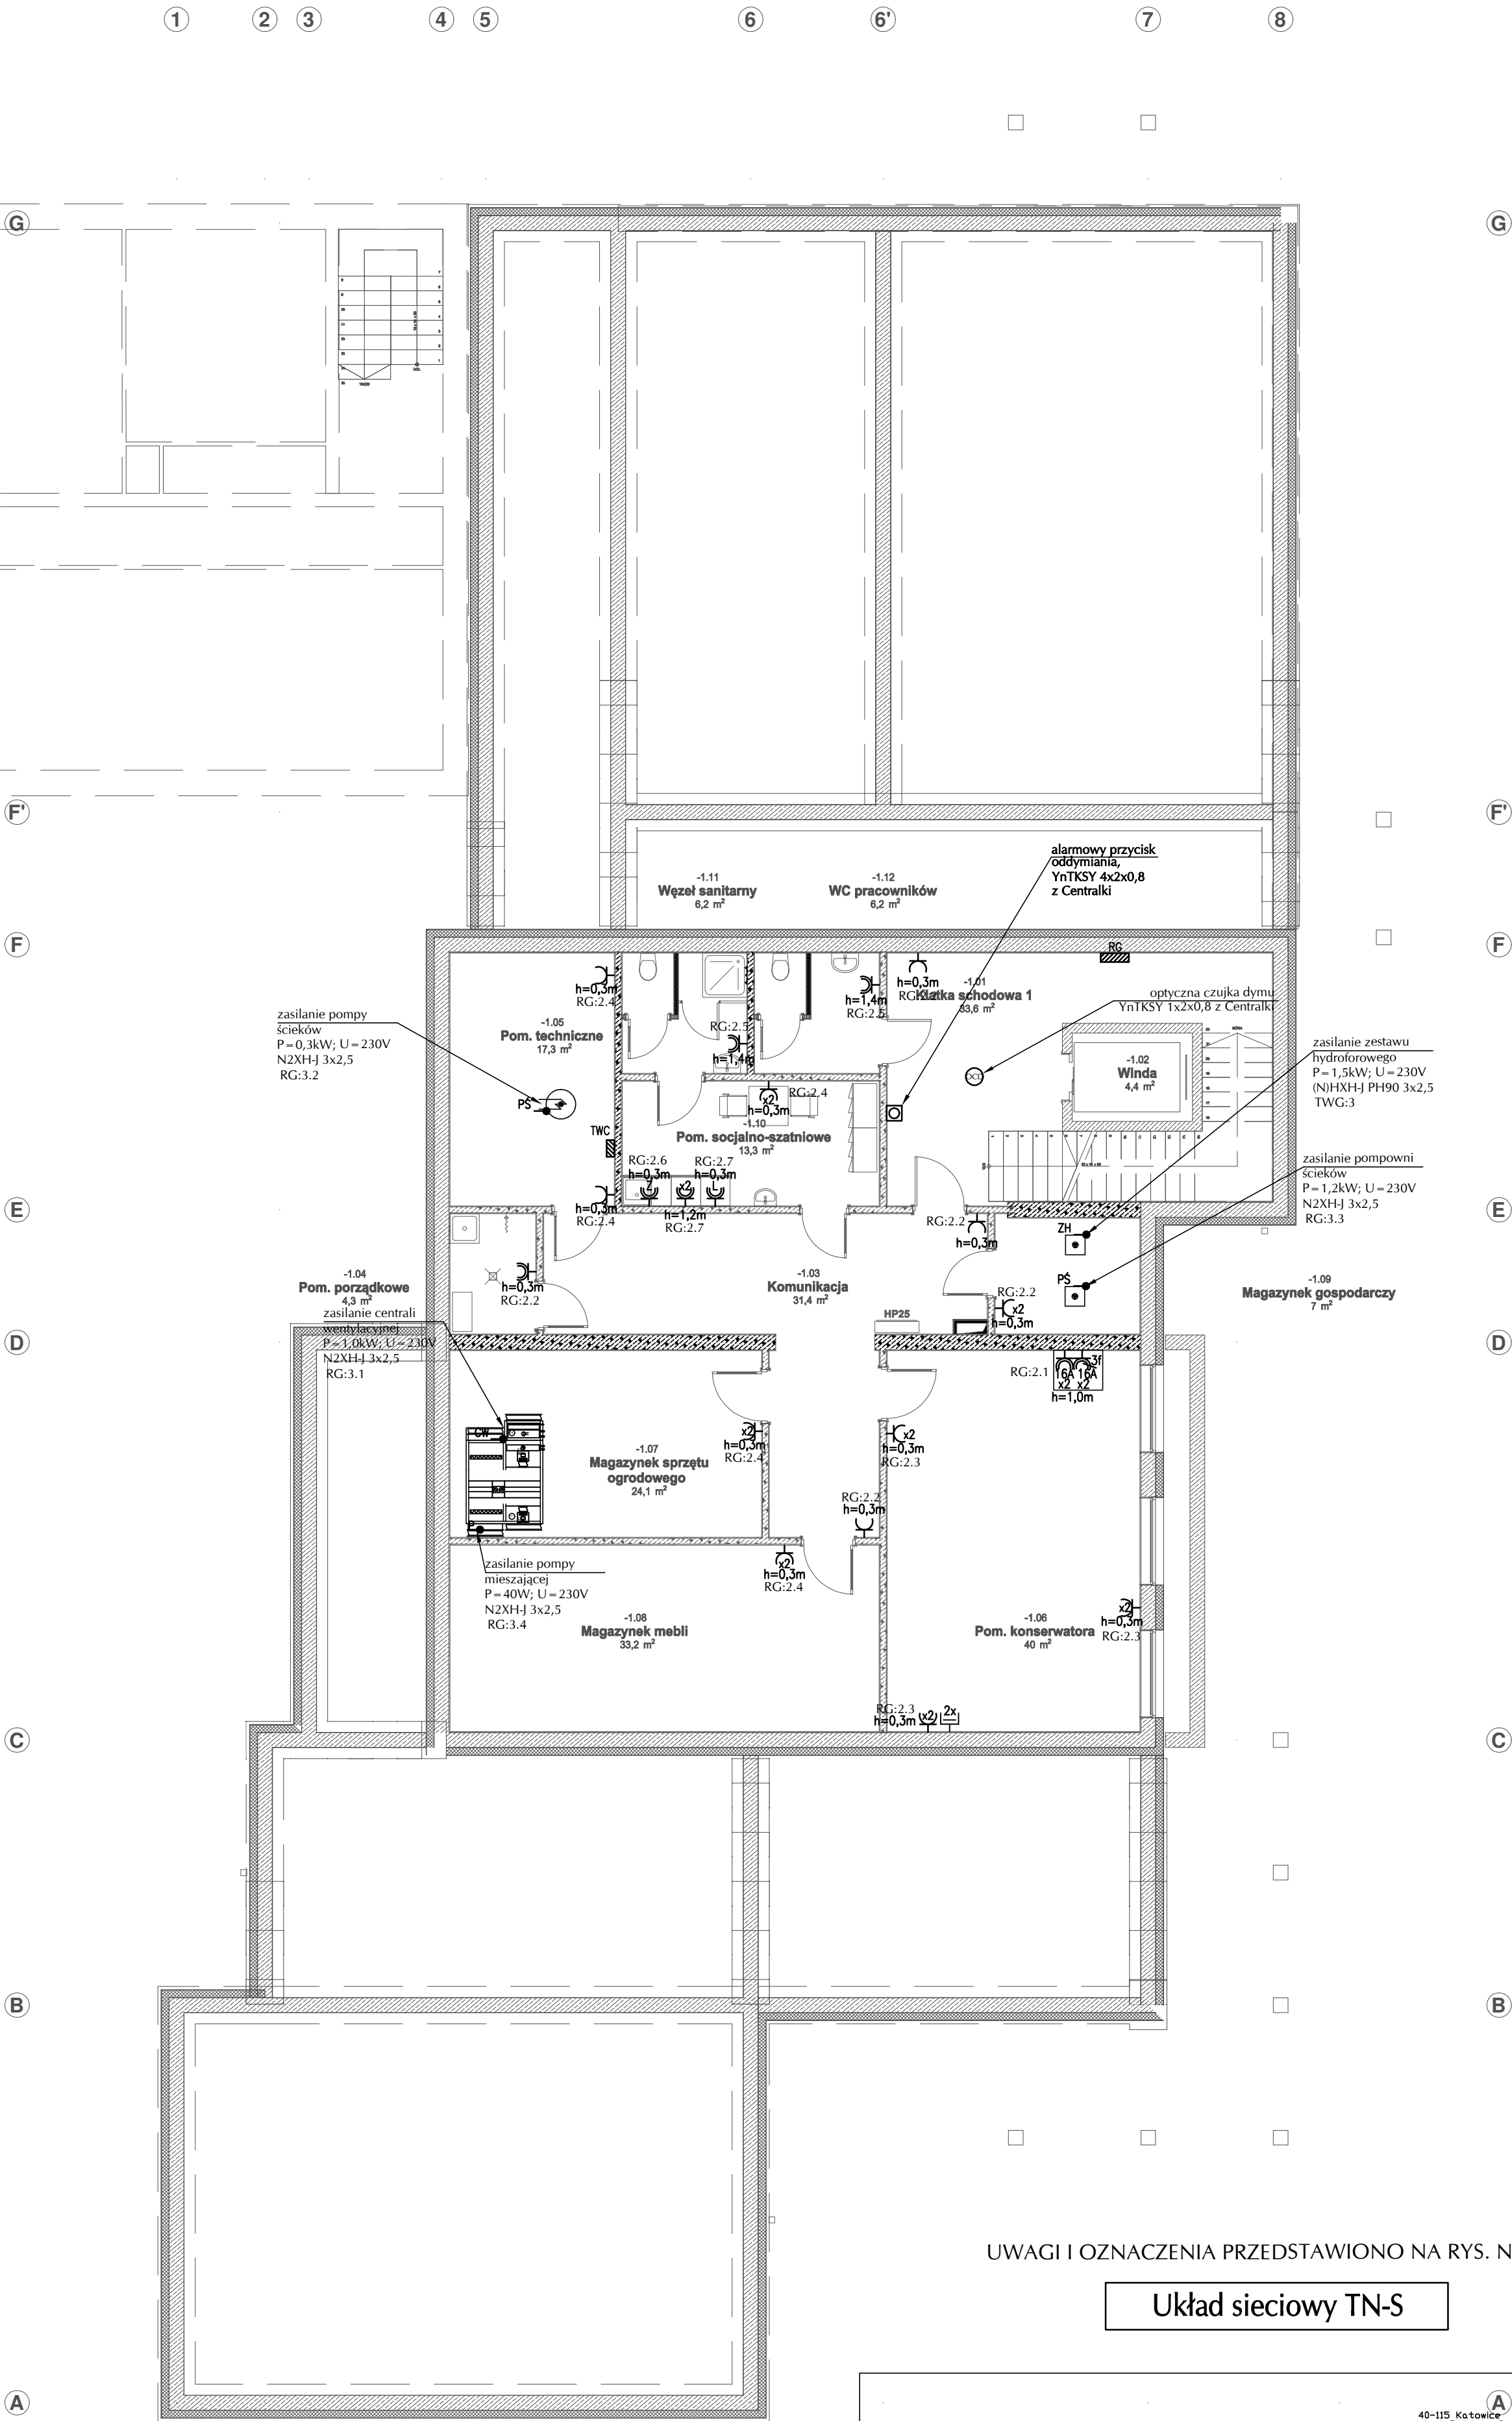 1 2 3 4 5 6 6' 7 8
G G
F' F'
alarmowy przycisk
oddymiania,
YnTKSY 4x2x0,8
z Centralki
-1.11
Węzeł sanitarny
6,2 m²
-1.12
WC pracowników
6,2 m²
F F
RG
h=0,3m
RG:2.4
h=1,4m
RG:2.5
h=0,3m
-1.01
Klatka schodowa 1
33,6 m²
optyczna czujka dymu
YnTKSY 1x2x0,8 z Centralki
zasilanie pompy
ścieków
P=0,3kW; U=230V
N2XH-J 3x2,5
RG:3.2
-1.05
Pom. techniczne
17,3 m²
RG:2.5
h=1,4m
-1.02
Winda
4,4 m²
zasilanie zestawu
hydroforowego
P=1,5kW; U=230V
(N)HXH-J PH90 3x2,5
TWG:3
OCD
PŚ
x2
RG:2.4
h=0,3m
-1.10
Pom. socjalno-szatniowe
13,3 m²
TWC
RG:2.6
h=0,3m
Z
RG:2.7
h=0,3m
L
x2
h=1,2m
RG:2.7
zasilanie pompowni
ścieków
P=1,2kW; U=230V
N2XH-J 3x2,5
RG:3.3
E E
h=0,3m
RG:2.4
RG:2.2
h=0,3m
ZH
PŚ
-1.04
Pom. porządkowe
4,3 m²
h=0,3m
RG:2.2
-1.03
Komunikacja
31,4 m²
HP25
RG:2.2
x2
h=0,3m
-1.09
Magazynek gospodarczy
7 m²
zasilanie centrali
wentylacyjnej
P=1,0kW; U=230V
N2XH-J 3x2,5
RG:3.1
D D
RG:2.1
3f
16A 16A
x2 x2
h=1,0m
CW
-1.07
Magazynek sprzętu
ogrodowego
24,1 m²
x2
h=0,3m
RG:2.4
x2
h=0,3m
RG:2.3
RG:2.2
h=0,3m
zasilanie pompy
mieszającej
P=40W; U=230V
N2XH-J 3x2,5
RG:3.4
x2
h=0,3m
RG:2.4
-1.08
Magazynek mebli
33,2 m²
-1.06
Pom. konserwatora
40 m²
x2
h=0,3m
RG:2.3
RG:2.3
h=0,3m x2 2x
C C
B B
UWAGI I OZNACZENIA PRZEDSTAWIONO NA RYS. N
Układ sieciowy TN-S
A A
40-115 Katowice